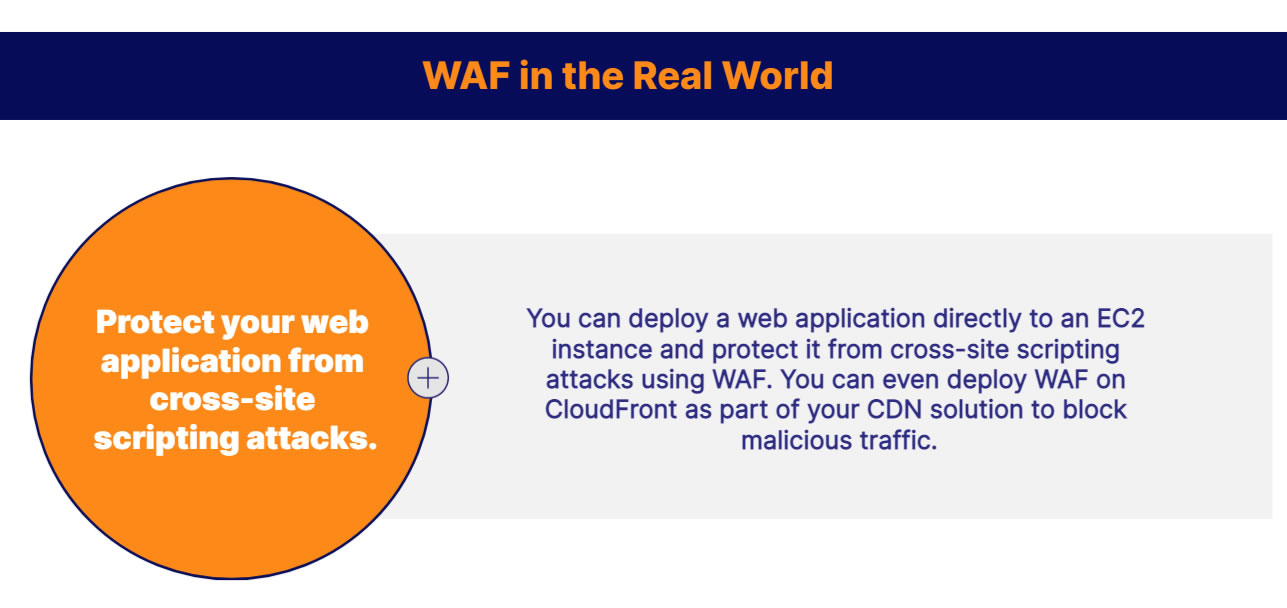 WAF in the Real World
Protect your web
application from
cross-site
scripting attacks.
You can deploy a web application directly to an EC2
instance and protect it from cross-site scripting
attacks using WAF. You can even deploy WAF on
CloudFront as part of your CDN solution to block
malicious traffic.